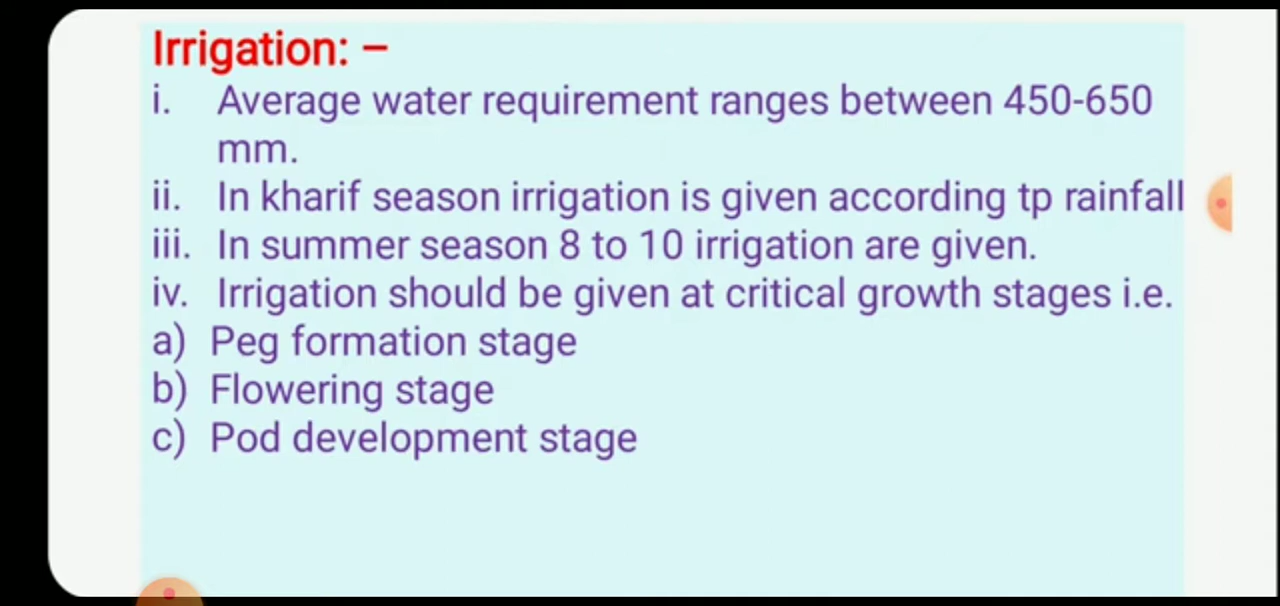 Irrigation: –
i. Average water requirement ranges between 450-650
mm.
ii. In kharif season irrigation is given according tp rainfall
iii. In summer season 8 to 10 irrigation are given.
iv. Irrigation should be given at critical growth stages i.e.
a) Peg formation stage
b) Flowering stage
c) Pod development stage